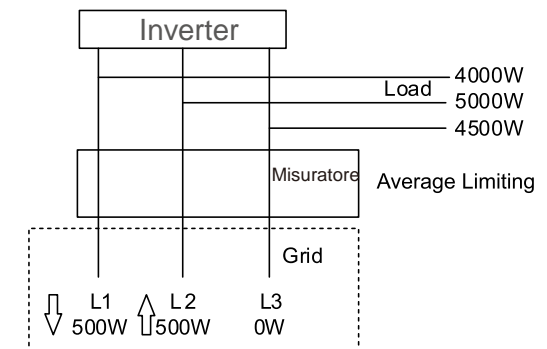 Inverter
Load
4000W
5000W
4500W
Misuratore
Average Limiting
Grid
L1 L2 L3
500W 500W 0W